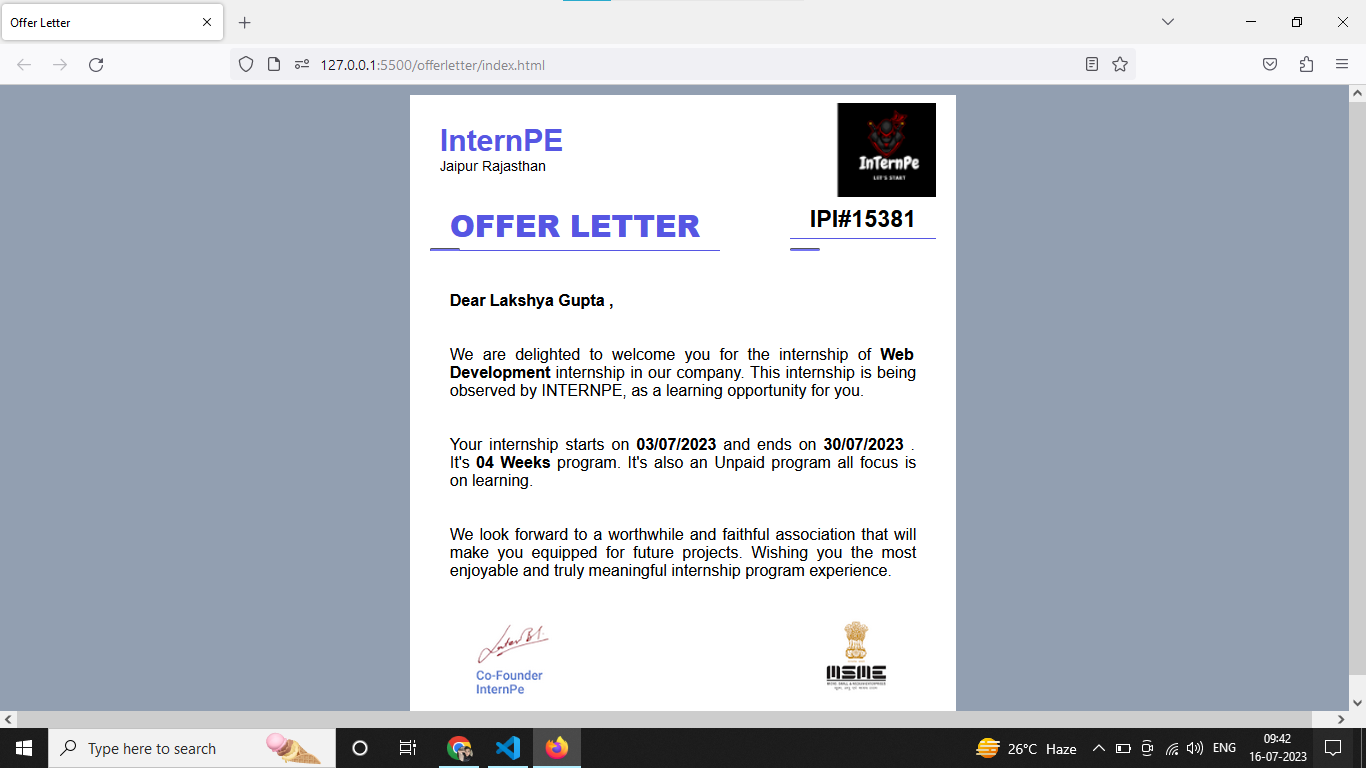 Offer Letter
127.0.0.1:5500/offerletter/index.html
InternPE
Jaipur Rajasthan
InTernPe
LET'S START
OFFER LETTER
IPI#15381
Dear Lakshya Gupta ,
We are delighted to welcome you for the internship of Web
Development internship in our company. This internship is being
observed by INTERNPE, as a learning opportunity for you.
Your internship starts on 03/07/2023 and ends on 30/07/2023 .
It's 04 Weeks program. It's also an Unpaid program all focus is
on learning.
We look forward to a worthwhile and faithful association that will
make you equipped for future projects. Wishing you the most
enjoyable and truly meaningful internship program experience.
Co-Founder
InternPe
MSME
Type here to search
26°C Haze
ENG
09:42
16-07-2023